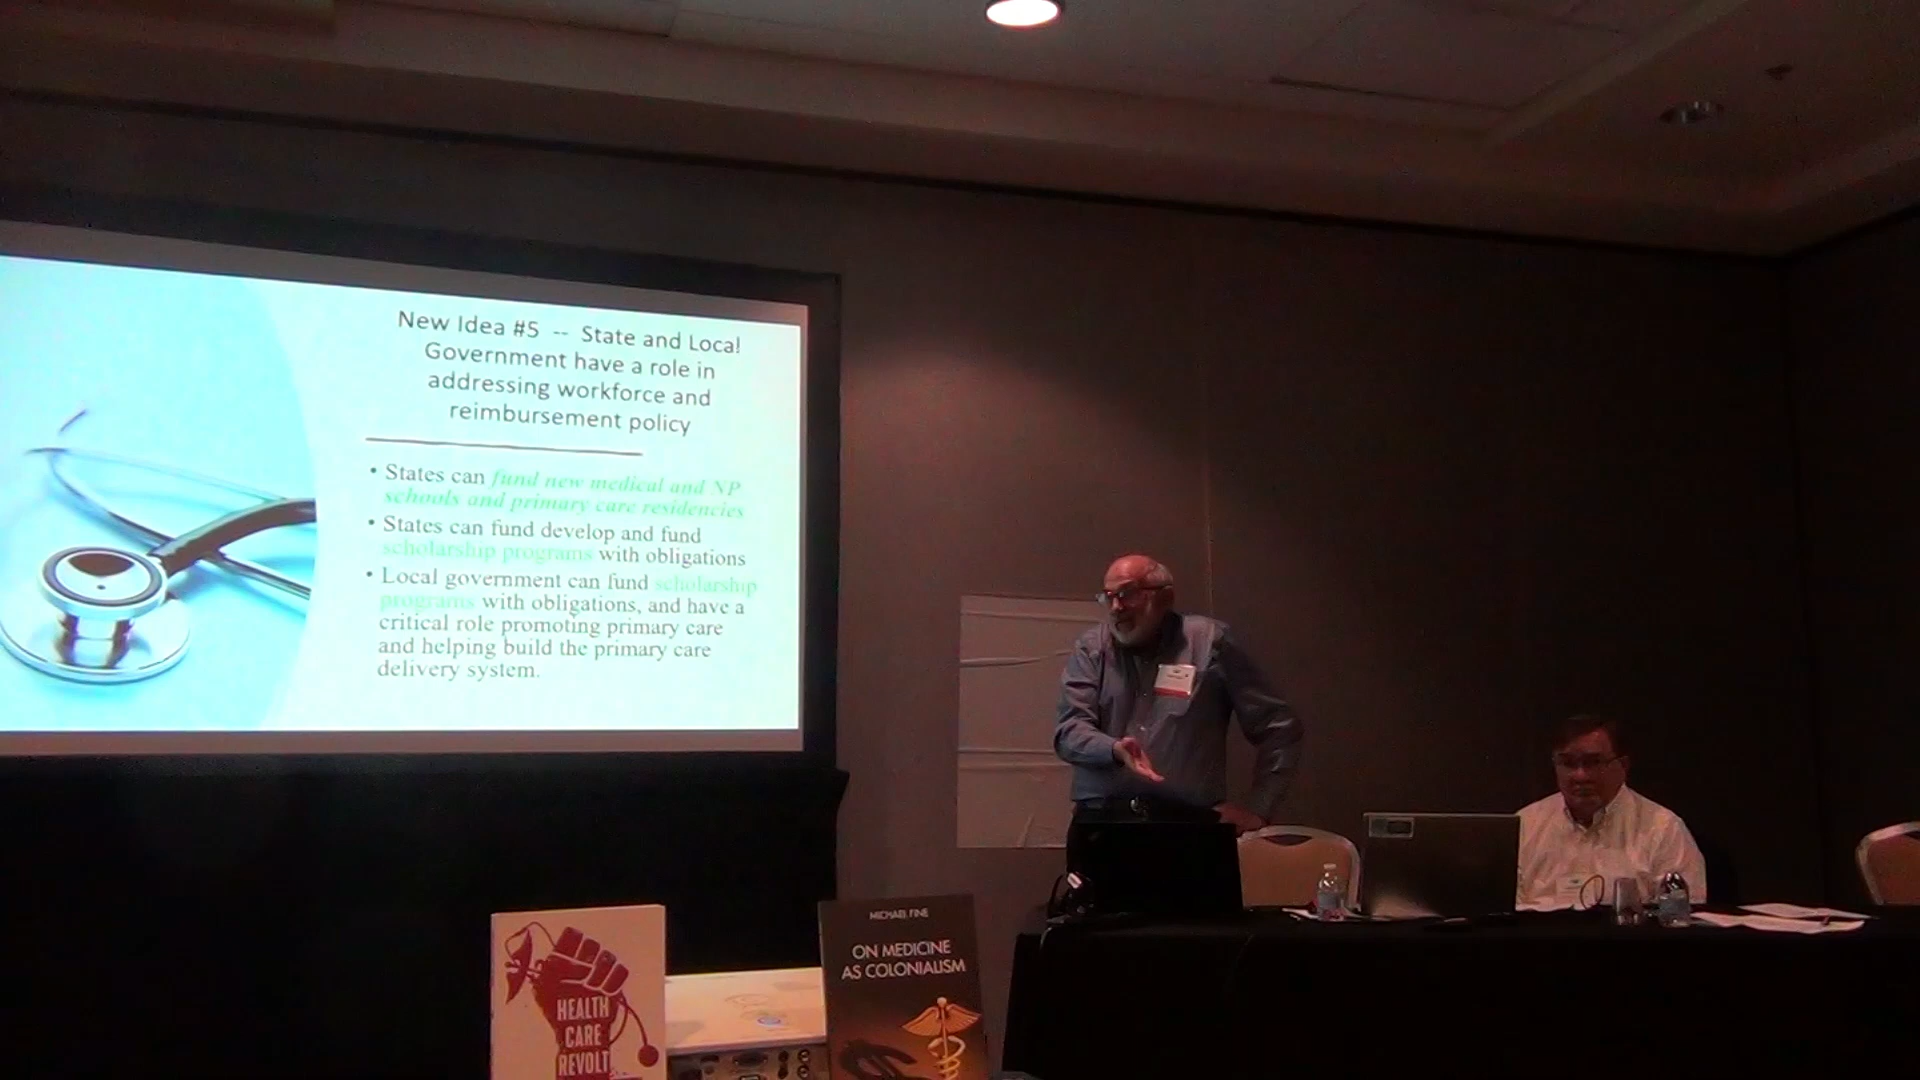 New Idea #5 -- State and Local
Government have a role in
addressing workforce and
reimbursement policy
• States can fund new medical and NP
schools and primary care residencies
• States can fund develop and fund
scholarship programs with obligations
• Local government can fund scholarship
programs with obligations, and have a
critical role promoting primary care
and helping build the primary care
delivery system.
HEALTH
CARE
REVOLT
MICHAEL FINE
ON MEDICINE
AS COLONIALISM